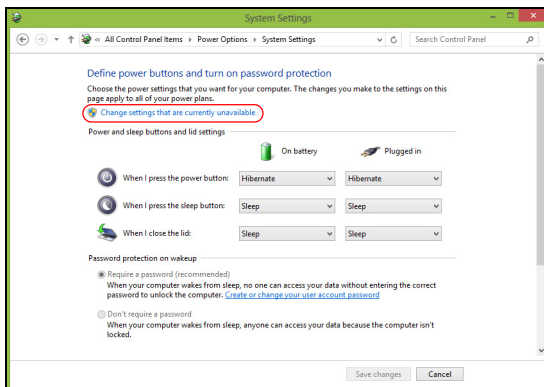 System Settings
« All Control Panel Items ▸ Power Options ▸ System Settings
Search Control Panel
Define power buttons and turn on password protection
Choose the power settings that you want for your computer. The changes you make to the settings on this
page apply to all of your power plans.
Change settings that are currently unavailable
Power and sleep buttons and lid settings
On battery Plugged in
When I press the power button: Hibernate Hibernate
When I press the sleep button: Sleep Sleep
When I close the lid: Sleep Sleep
Password protection on wakeup
Require a password (recommended)
When your computer wakes from sleep, no one can access your data without entering the correct
password to unlock the computer. Create or change your user account password
Don't require a password
When your computer wakes from sleep, anyone can access your data because the computer isn't
locked.
Save changes Cancel